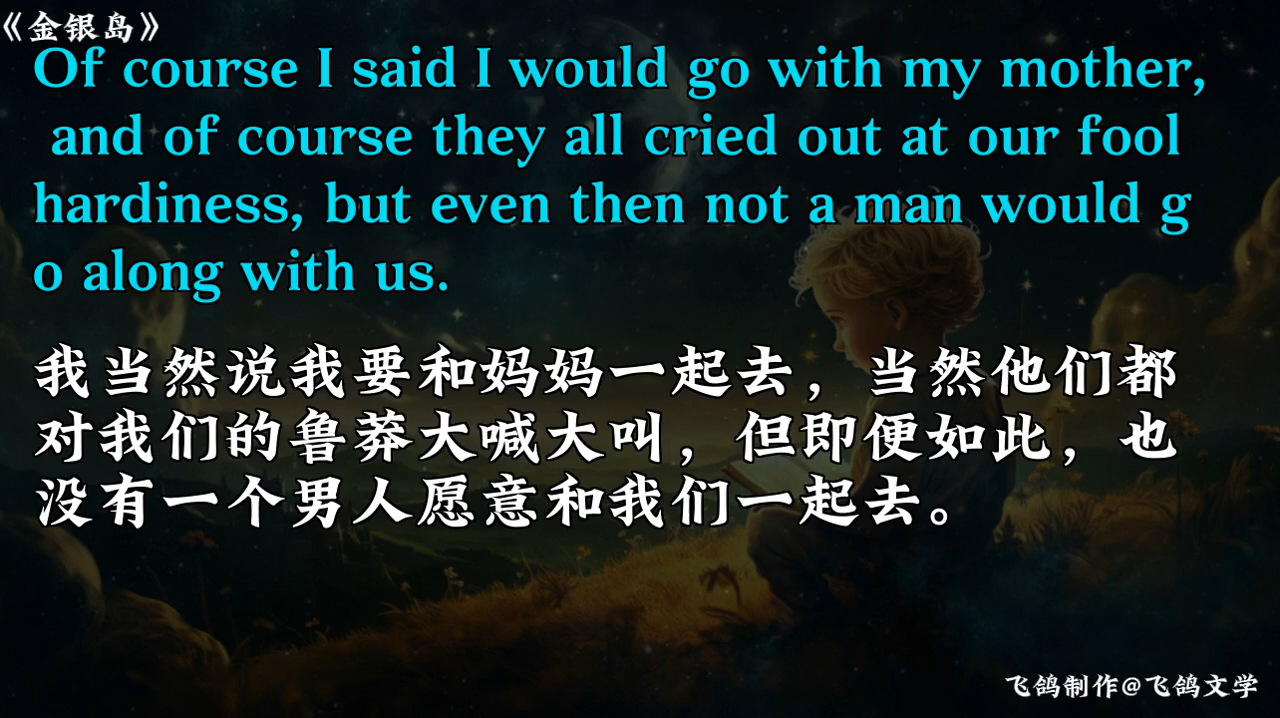 《金银岛》
Of course I said I would go with my mother,
and of course they all cried out at our fool
hardiness, but even then not a man would g
o along with us.
我当然说我要和妈妈一起去，当然他们都
对我们的鲁莽大喊大叫，但即便如此，也
没有一个男人愿意和我们一起去。
飞鸽制作@飞鸽文学